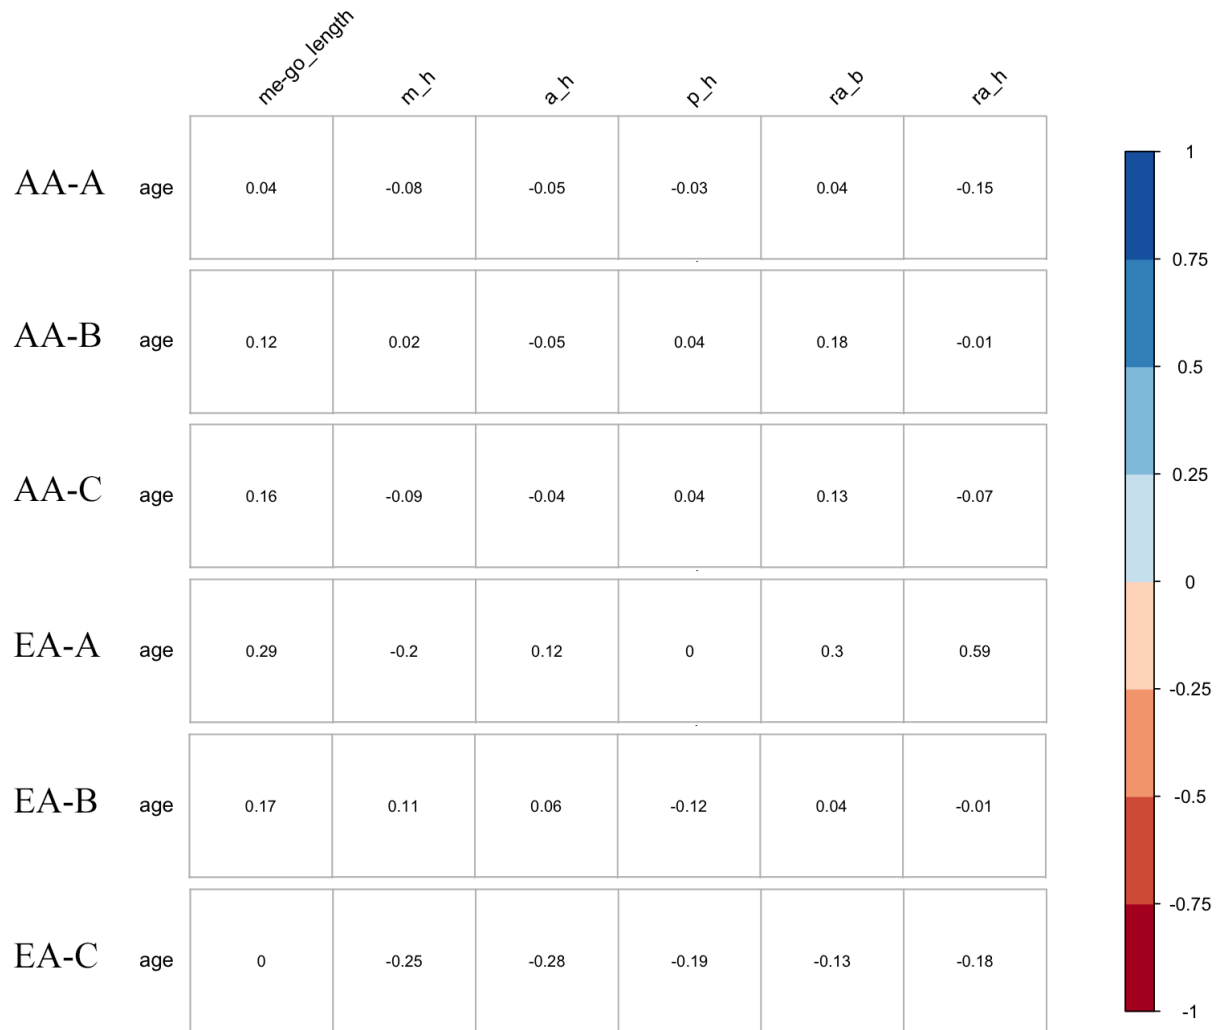 me-go_length m_h a_h p_h ra_b ra_h
AA-A age 0.04 -0.08 -0.05 -0.03 0.04 -0.15
AA-B age 0.12 0.02 -0.05 0.04 0.18 -0.01
AA-C age 0.16 -0.09 -0.04 0.04 0.13 -0.07
EA-A age 0.29 -0.2 0.12 0 0.3 0.59
EA-B age 0.17 0.11 0.06 -0.12 0.04 -0.01
EA-C age 0 -0.25 -0.28 -0.19 -0.13 -0.18
1
0.75
0.5
0.25
0
-0.25
-0.5
-0.75
-1